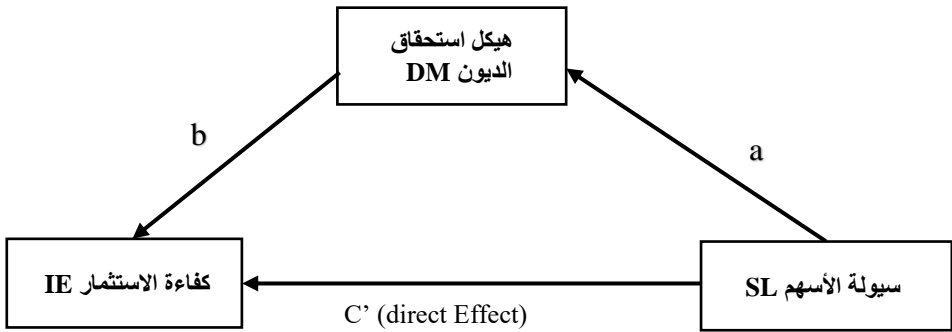 هيكل استحقاق
الديون DM
b
a
كفاءة الاستثمار IE
سيولة الأسهم SL
C’ (direct Effect)